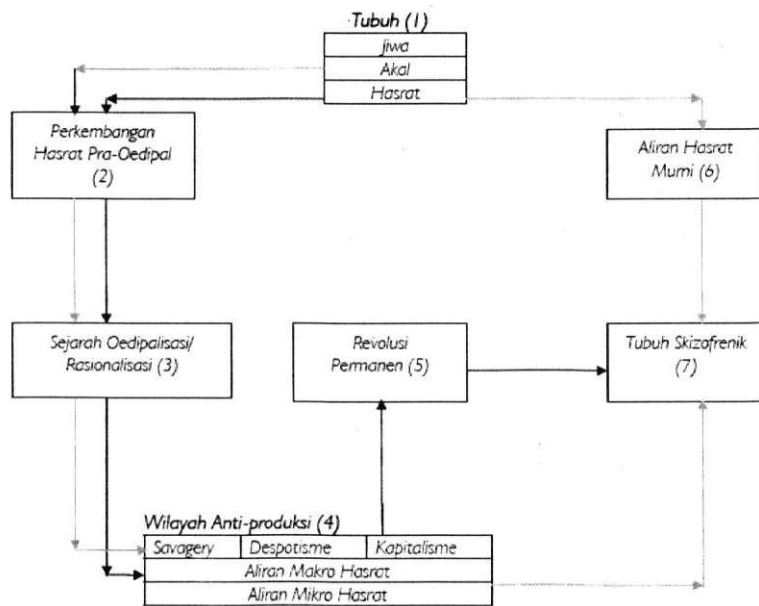 Tubuh (1)
Jiwa
Akal
Hasrat
Perkembangan
Hasrat Pra-Oedipal
(2)
Aliran Hasrat
Murni (6)
Sejarah Oedipalisasi/
Rasionalisasi (3)
Revolusi
Permanen (5)
Tubuh Skizofrenik
(7)
Wilayah Anti-produksi (4)
Savagery
Despotisme
Kapitalisme
Aliran Makro Hasrat
Aliran Mikro Hasrat